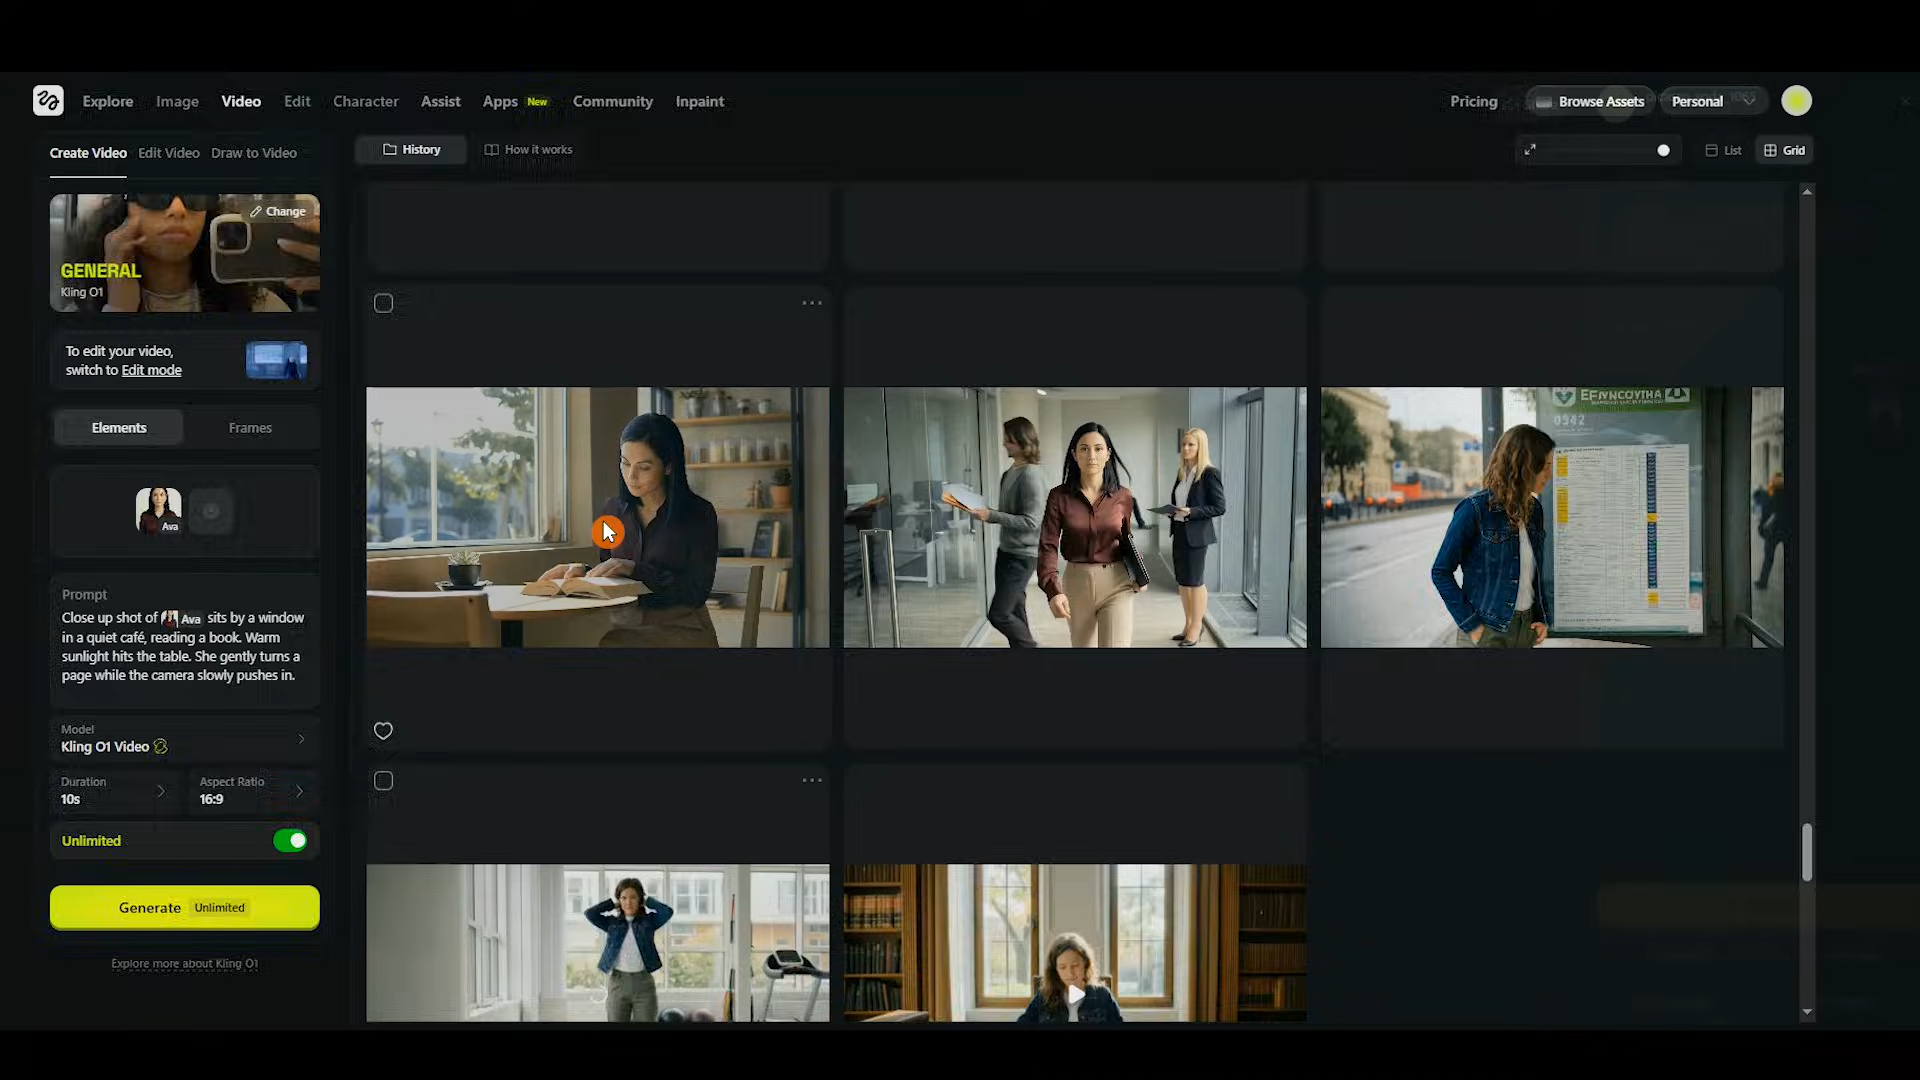 Explore
Image
Video
Edit
Character
Assist
Apps New
Community
Inpaint
Pricing
Browse Assets
Personal
Create Video
Edit Video
Draw to Video
History
How it works
List
Grid
Change
GENERAL
Kling O1
To edit your video,
switch to Edit mode
Elements
Frames
Ava
Prompt
Close up shot of Ava sits by a window
in a quiet café, reading a book. Warm
sunlight hits the table. She gently turns a
page while the camera slowly pushes in.
Model
Kling O1 Video
Duration
10s
Aspect Ratio
16:9
Unlimited
Generate Unlimited
Explore more about Kling O1
0942